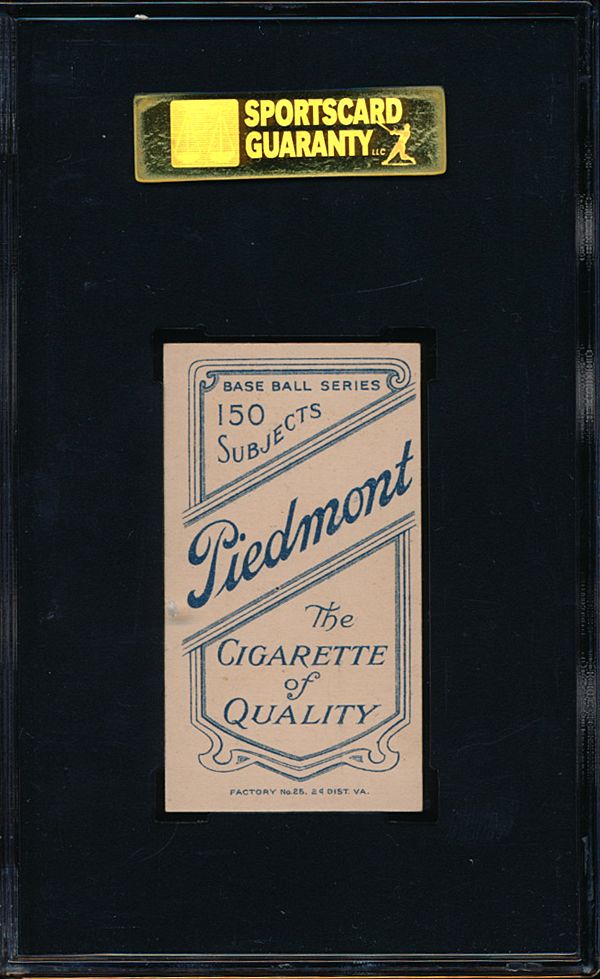 SPORTSCARD
GUARANTY LLC
BASE BALL SERIES
150
SUBJECTS
Piedmont
The
CIGARETTE
of
QUALITY
FACTORY No.25, 2d DIST. VA.